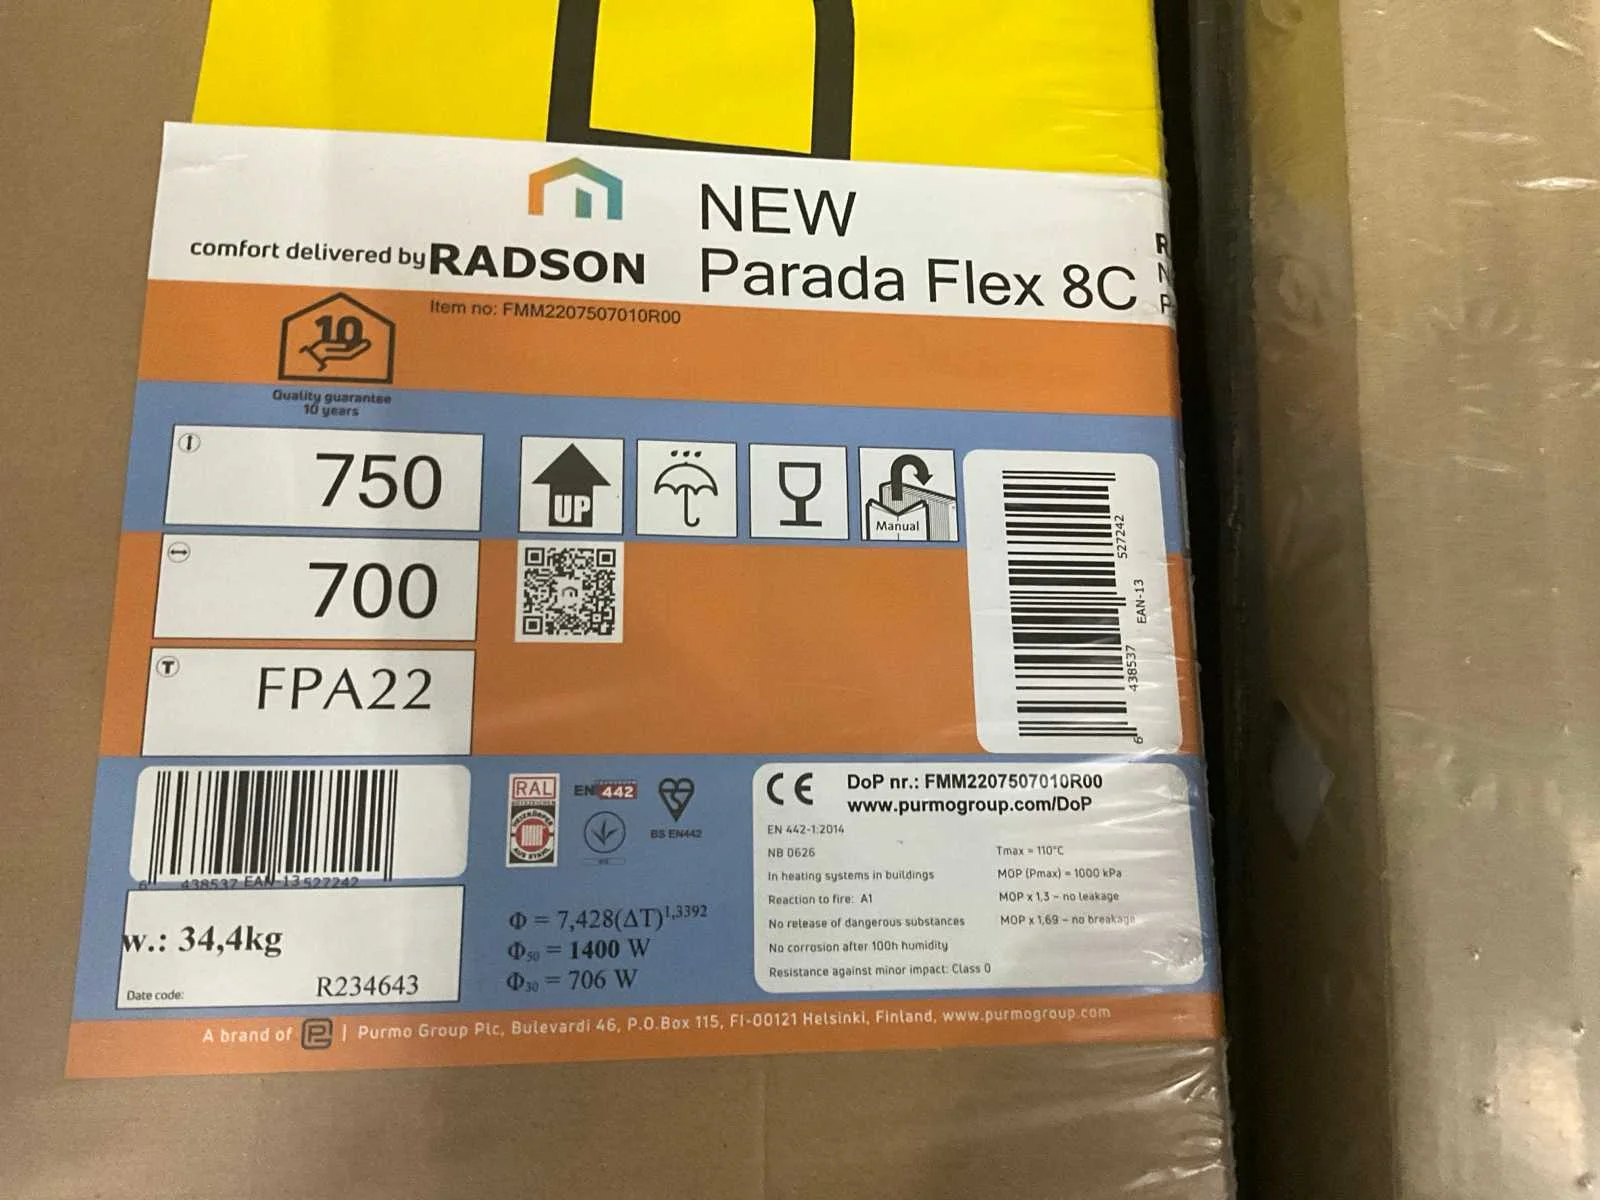 NEW
comfort delivered by RADSON
Parada Flex 8C
Item no: FMM2207507010R00
10
Quality guarantee
10 years
750
UP
Manual
700
T
FPA22
6 438537 527242
EAN-13
6 438537 EAN-13 527242
RAL
EN 442
BS EN442
w.: 34,4kg
R234643
Date code:
Φ = 7,428(ΔT)^1,3392
Φ50 = 1400 W
Φ30 = 706 W
CE
DoP nr.: FMM2207507010R00
www.purmogroup.com/DoP
EN 442-1:2014
NB 0626
In heating systems in buildings
Reaction to fire: A1
No release of dangerous substances
No corrosion after 100h humidity
Resistance against minor impact: Class 0
Tmax = 110°C
MOP (Pmax) = 1000 kPa
MOP x 1,3 – no leakage
MOP x 1,69 – no breakage
A brand of | Purmo Group Plc, Bulevardi 46, P.O.Box 115, FI-00121 Helsinki, Finland, www.purmogroup.com